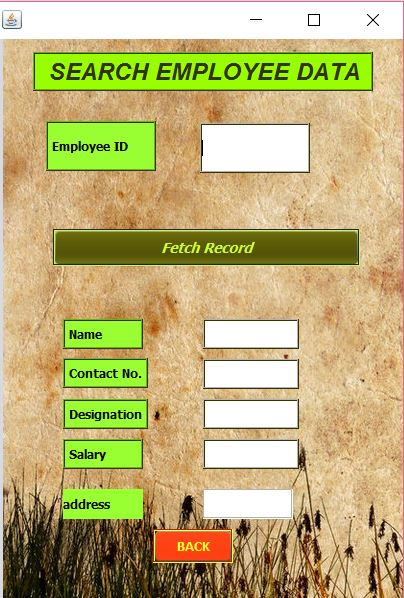 SEARCH EMPLOYEE DATA
Employee ID
Fetch Record
Name
Contact No.
Designation
Salary
address
BACK